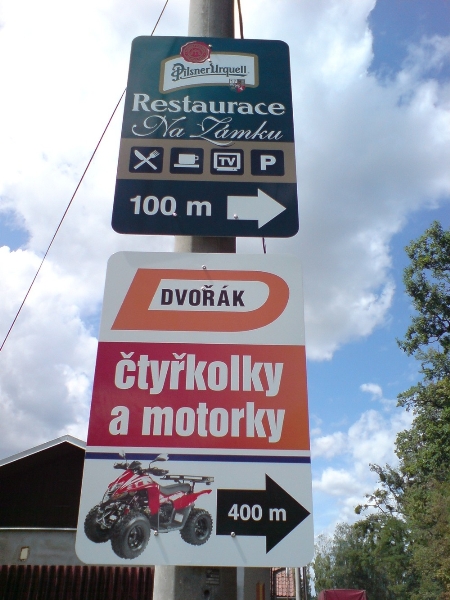 Pilsner Urquell
Restaurace
Na Zámku
TV P
100 m
DVOŘÁK
čtyřkolky
a motorky
400 m